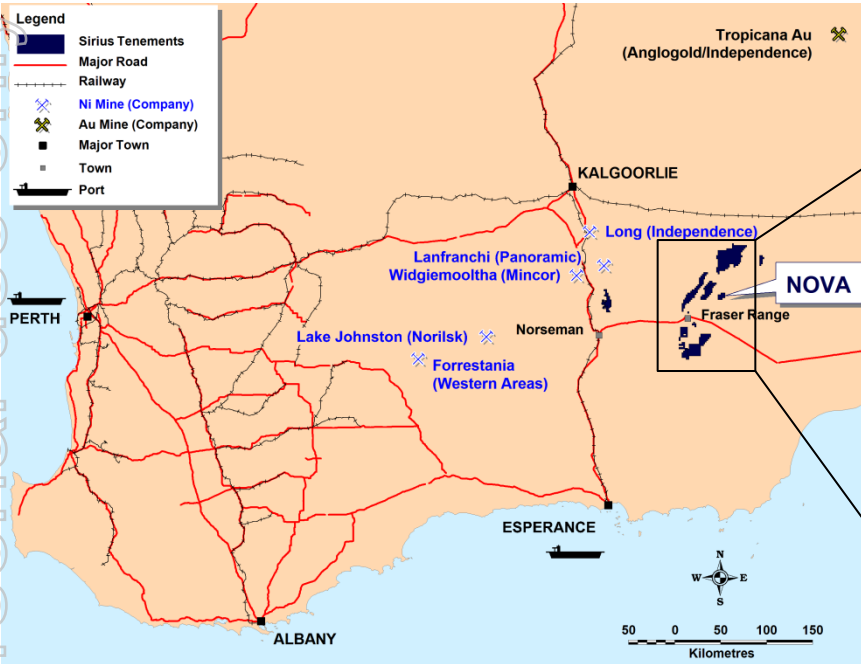 Legend
Sirius Tenements
Major Road
Railway
Ni Mine (Company)
Au Mine (Company)
Major Town
Town
Port
Tropicana Au
(Anglogold/Independence)
KALGOORLIE
Long (Independence)
Lanfranchi (Panoramic)
Widgiemooltha (Mincor)
NOVA
PERTH
Fraser Range
Norseman
Lake Johnston (Norilsk)
Forrestania
(Western Areas)
ESPERANCE
N
W E
S
ALBANY
50 0 50 100 150
Kilometres